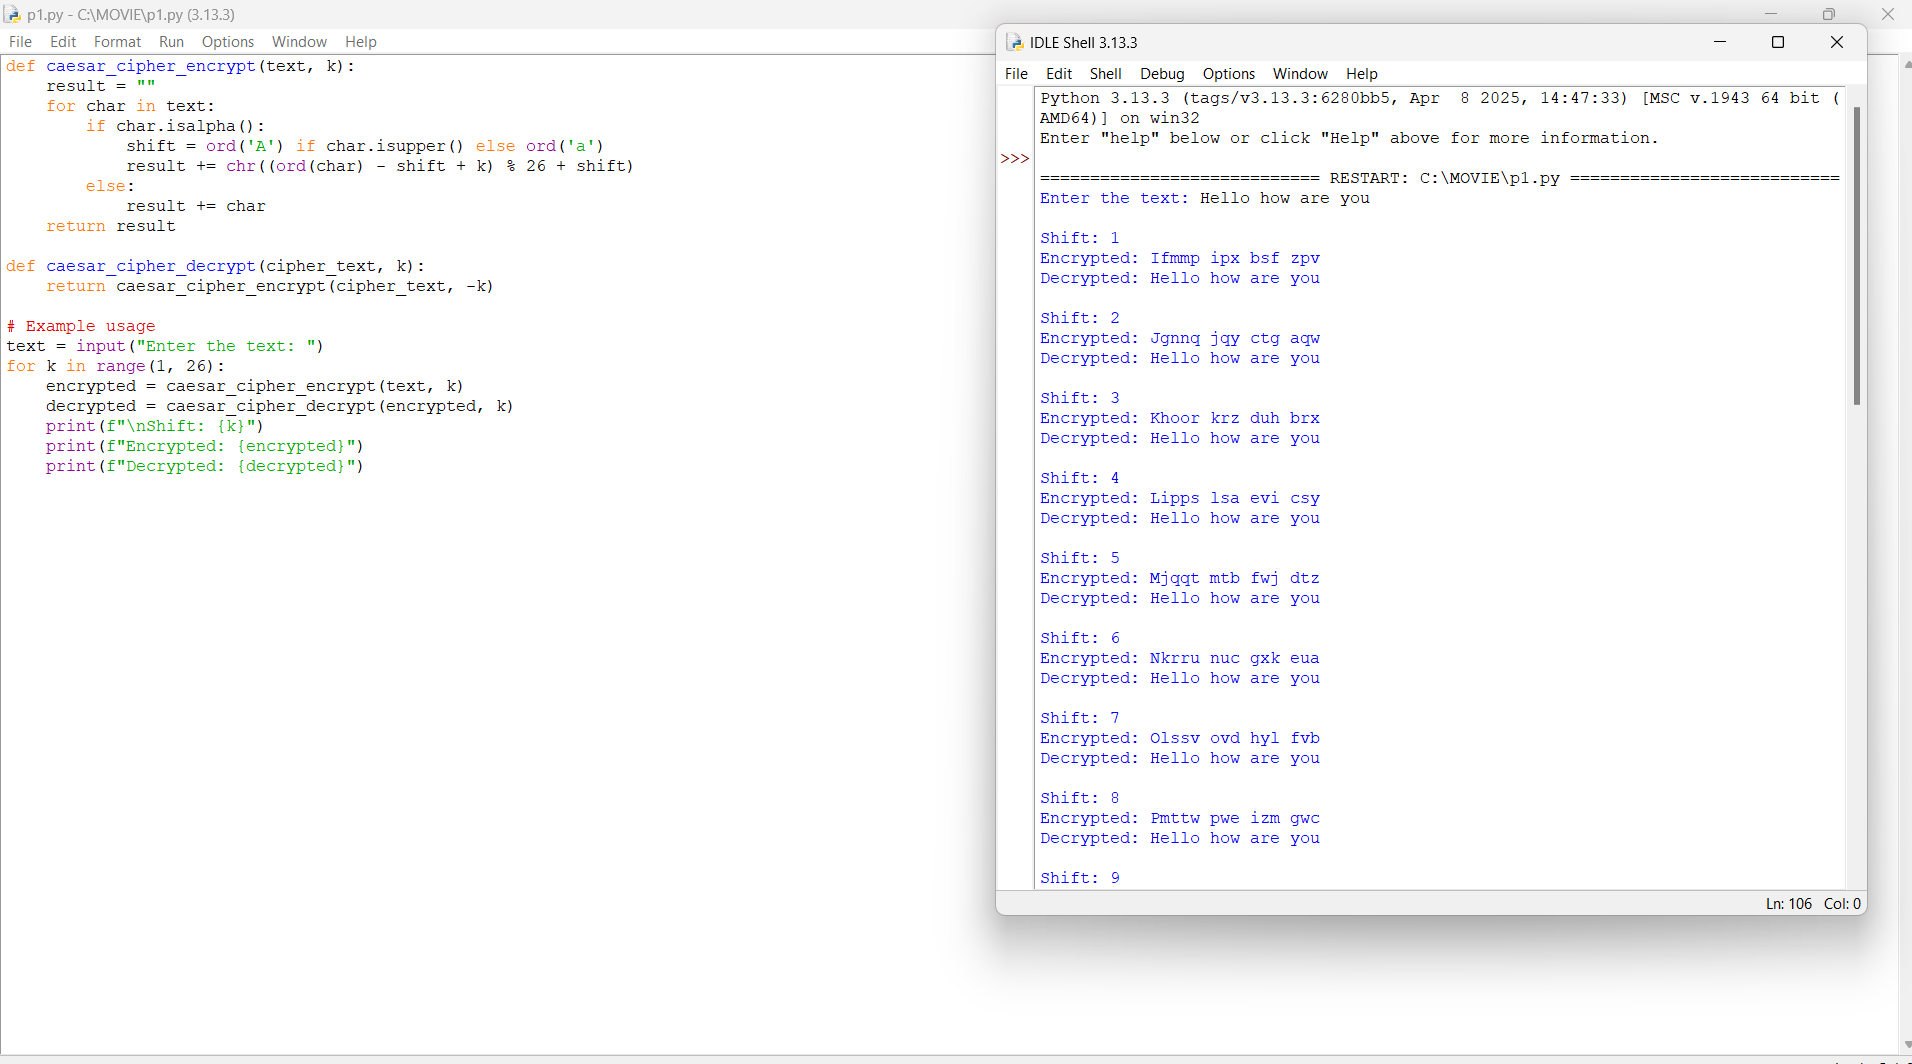 p1.py - C:\MOVIE\p1.py (3.13.3)
File Edit Format Run Options Window Help
def caesar_cipher_encrypt(text, k):
    result = ""
    for char in text:
        if char.isalpha():
            shift = ord('A') if char.isupper() else ord('a')
            result += chr((ord(char) - shift + k) % 26 + shift)
        else:
            result += char
    return result

def caesar_cipher_decrypt(cipher_text, k):
    return caesar_cipher_encrypt(cipher_text, -k)

# Example usage
text = input("Enter the text: ")
for k in range(1, 26):
    encrypted = caesar_cipher_encrypt(text, k)
    decrypted = caesar_cipher_decrypt(encrypted, k)
    print(f"\nShift: {k}")
    print(f"Encrypted: {encrypted}")
    print(f"Decrypted: {decrypted}")
IDLE Shell 3.13.3
File Edit Shell Debug Options Window Help
Python 3.13.3 (tags/v3.13.3:6280bb5, Apr  8 2025, 14:47:33) [MSC v.1943 64 bit (
AMD64)] on win32
Enter "help" below or click "Help" above for more information.
>>>
============================ RESTART: C:\MOVIE\p1.py ===========================
Enter the text: Hello how are you

Shift: 1
Encrypted: Ifmmp ipx bsf zpv
Decrypted: Hello how are you

Shift: 2
Encrypted: Jgnnq jqy ctg aqw
Decrypted: Hello how are you

Shift: 3
Encrypted: Khoor krz duh brx
Decrypted: Hello how are you

Shift: 4
Encrypted: Lipps lsa evi csy
Decrypted: Hello how are you

Shift: 5
Encrypted: Mjqqt mtb fwj dtz
Decrypted: Hello how are you

Shift: 6
Encrypted: Nkrru nuc gxk eua
Decrypted: Hello how are you

Shift: 7
Encrypted: Olssv ovd hyl fvb
Decrypted: Hello how are you

Shift: 8
Encrypted: Pmttw pwe izm gwc
Decrypted: Hello how are you

Shift: 9
Ln: 106 Col: 0